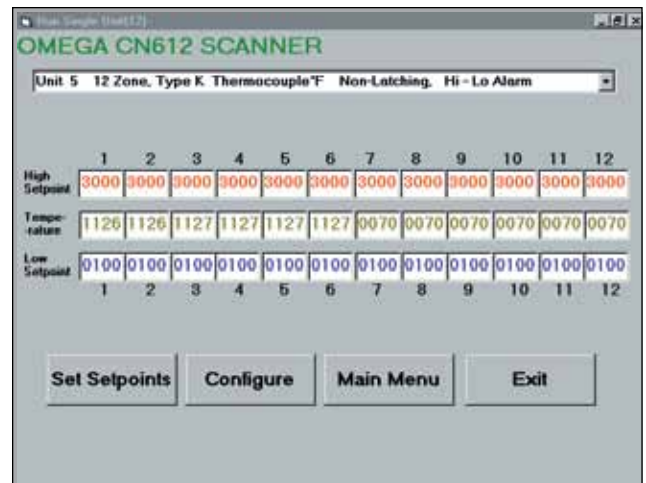 Run Single Unit(12)
OMEGA CN612 SCANNER
Unit 5 12 Zone, Type K Thermocouple°F Non-Latching, Hi - Lo Alarm
1 2 3 4 5 6 7 8 9 10 11 12
High Setpoint 3000 3000 3000 3000 3000 3000 3000 3000 3000 3000 3000 3000
Tempe-
-rature 1126 1126 1127 1127 1127 1127 0070 0070 0070 0070 0070 0070
Low Setpoint 0100 0100 0100 0100 0100 0100 0100 0100 0100 0100 0100 0100
1 2 3 4 5 6 7 8 9 10 11 12
Set Setpoints Configure Main Menu Exit